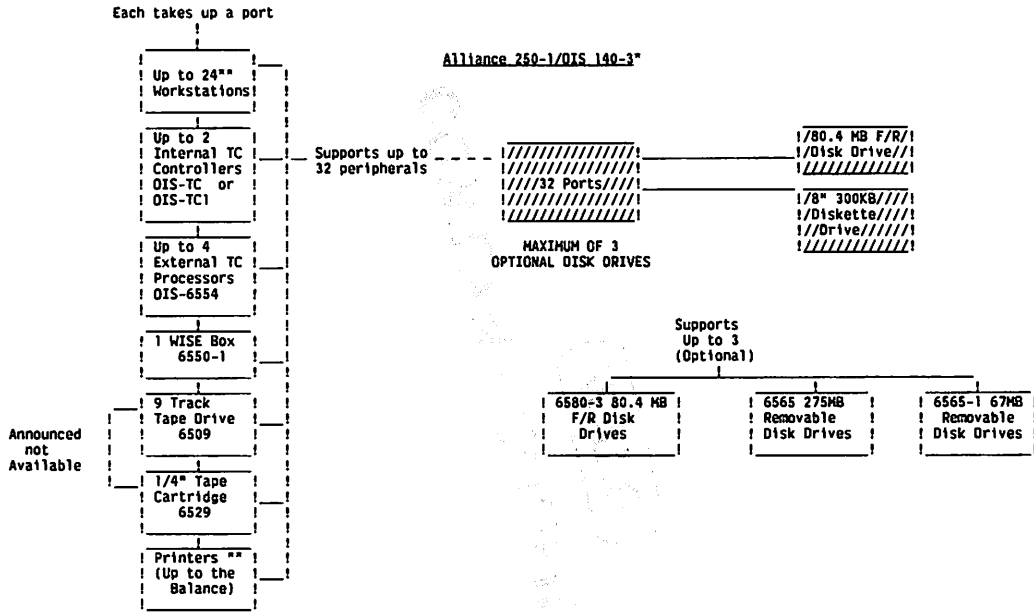 Each takes up a port
Alliance 250-1/OIS 140-3*
Up to 24**
Workstations
Up to 2
Internal TC
Controllers
OIS-TC or
OIS-TC1
Supports up to
32 peripherals
32 Ports
80.4 MB F/R
Disk Drive
8" 300KB
Diskette
Drive
MAXIMUM OF 3
OPTIONAL DISK DRIVES
Up to 4
External TC
Processors
OIS-6554
1 WISE Box
6550-1
Supports
Up to 3
(Optional)
6580-3 80.4 MB
F/R Disk
Drives
6565 275MB
Removable
Disk Drives
6565-1 67MB
Removable
Disk Drives
9 Track
Tape Drive
6509
Announced
not
Available
1/4" Tape
Cartridge
6529
Printers **
(Up to the
Balance)